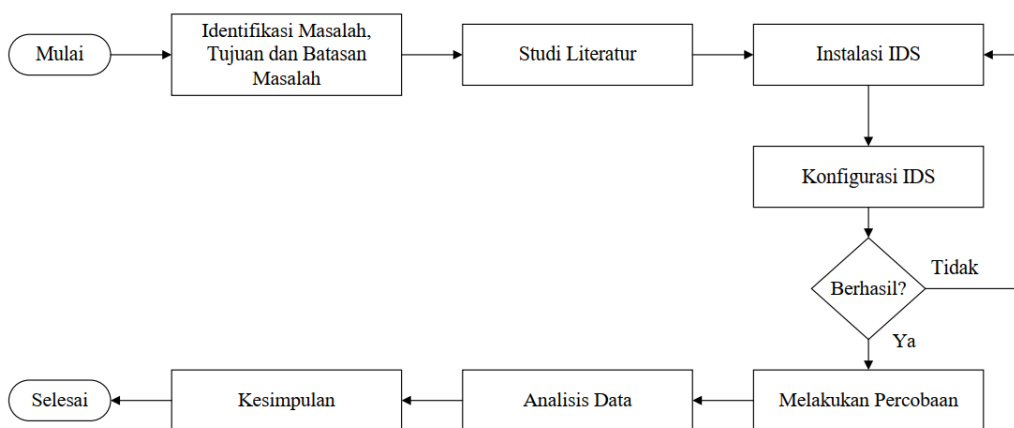 Mulai
Identifikasi Masalah,
Tujuan dan Batasan
Masalah
Studi Literatur
Instalasi IDS
Konfigurasi IDS
Berhasil?
Tidak
Ya
Melakukan Percobaan
Analisis Data
Kesimpulan
Selesai